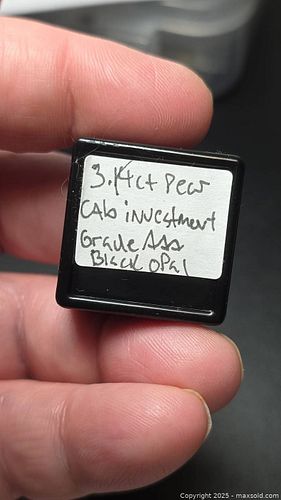 3.14ct Pear
Cab investment
Grade AAA
Black Opal
Copyright 2025 - maxsold.com